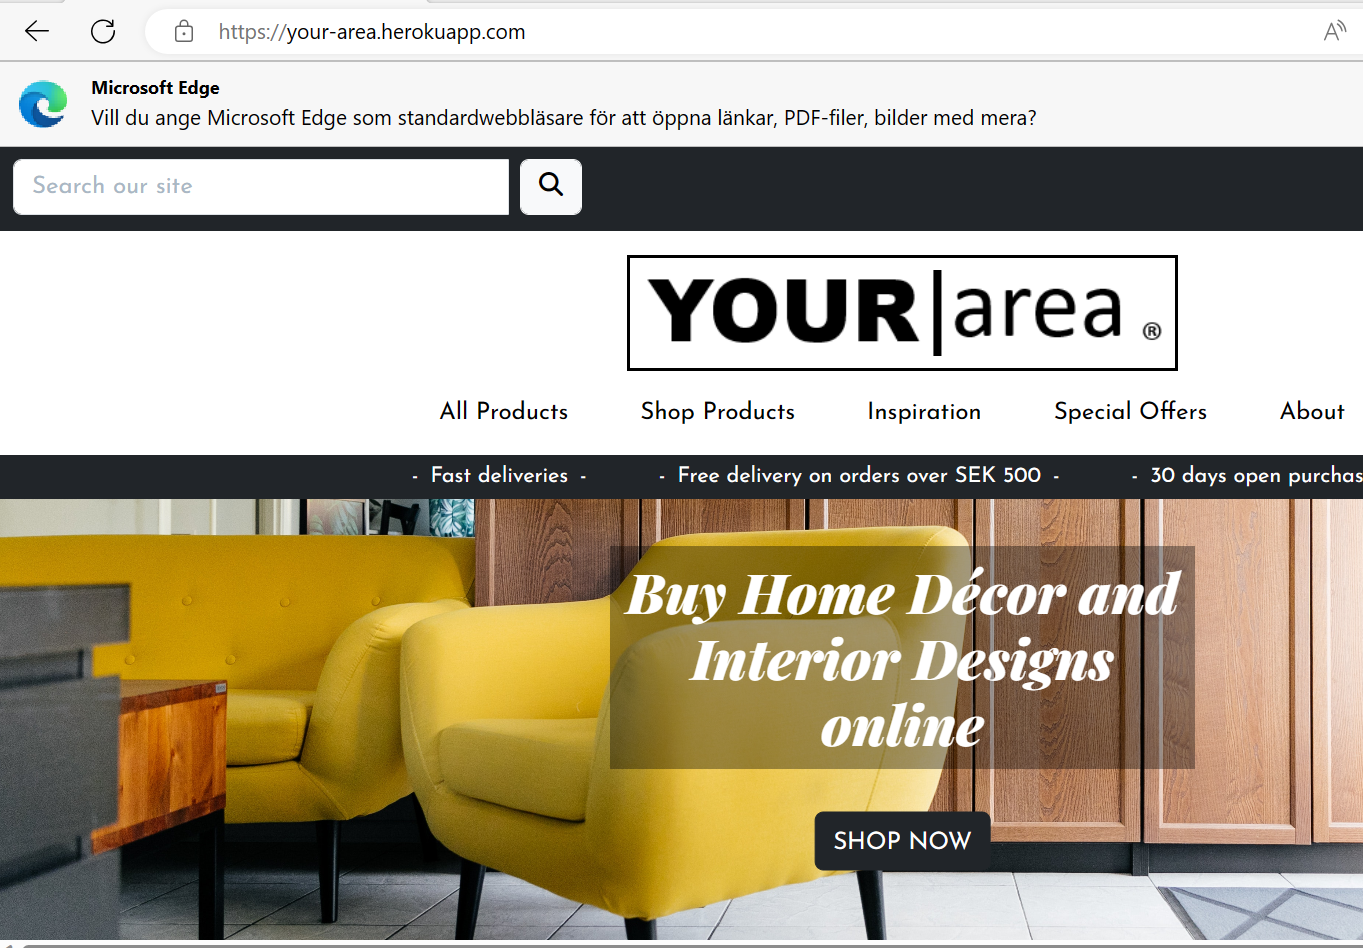 https://your-area.herokuapp.com
Microsoft Edge
Vill du ange Microsoft Edge som standardwebbläsare för att öppna länkar, PDF-filer, bilder med mera?
Search our site
YOUR|area ®
All Products Shop Products Inspiration Special Offers About
- Fast deliveries - - Free delivery on orders over SEK 500 - - 30 days open purchas
Buy Home Décor and
Interior Designs
online
SHOP NOW